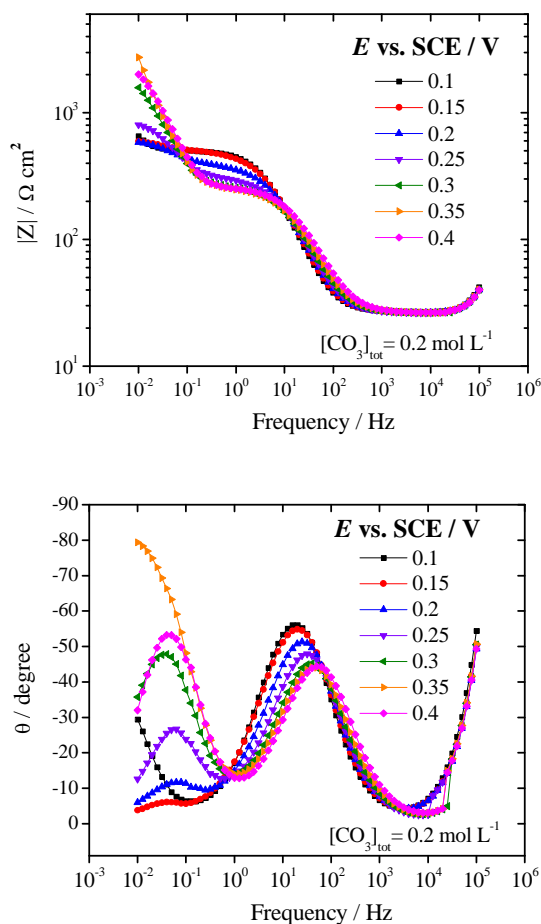 E vs. SCE / V
0.1
0.15
0.2
0.25
0.3
0.35
0.4
10³
10²
10¹
|Z| / Ω cm²
[CO₃]tot= 0.2 mol L⁻¹
10⁻³ 10⁻² 10⁻¹ 10⁰ 10¹ 10² 10³ 10⁴ 10⁵ 10⁶
Frequency / Hz
-90
-80
-70
-60
-50
-40
-30
-20
-10
0
θ / degree
E vs. SCE / V
0.1
0.15
0.2
0.25
0.3
0.35
0.4
[CO₃]tot= 0.2 mol L⁻¹
10⁻³ 10⁻² 10⁻¹ 10⁰ 10¹ 10² 10³ 10⁴ 10⁵ 10⁶
Frequency / Hz